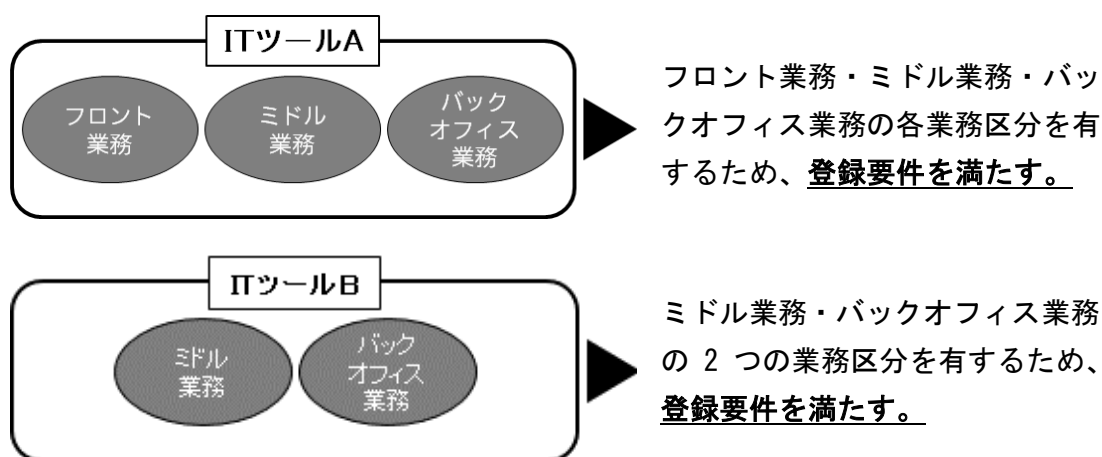 ITツールA
フロント
業務
ミドル
業務
バック
オフィス
業務
フロント業務・ミドル業務・バッ
クオフィス業務の各業務区分を有
するため、登録要件を満たす。
ITツールB
ミドル
業務
バック
オフィス
業務
ミドル業務・バックオフィス業務
の 2 つの業務区分を有するため、
登録要件を満たす。